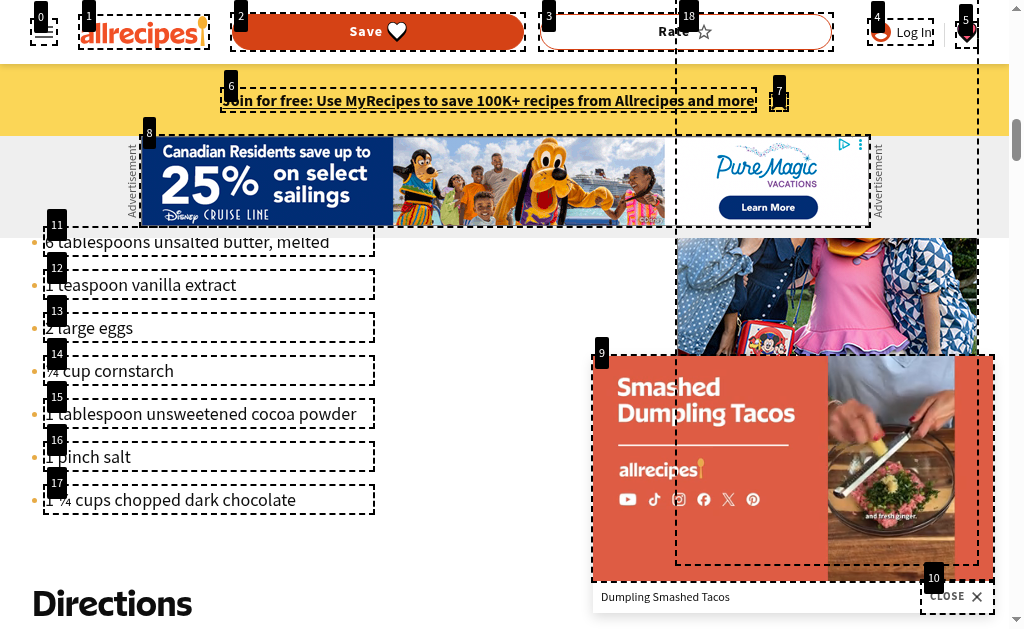 0
1
2
3
18
4
5
allrecipes
Save
Rate
Log In
6
7
Join for free: Use MyRecipes to save 100K+ recipes from Allrecipes and more
8
Advertisement
Canadian Residents save up to
25% on select
sailings
Disney CRUISE LINE
©Disney
PURE MAGIC
VACATIONS
Learn More
Advertisement
11
6 tablespoons unsalted butter, melted
12
1 teaspoon vanilla extract
13
2 large eggs
14
¼ cup cornstarch
15
1 tablespoon unsweetened cocoa powder
16
1 pinch salt
17
1 ¼ cups chopped dark chocolate
9
Smashed
Dumpling Tacos
allrecipes
and fresh ginger.
10
Dumpling Smashed Tacos
CLOSE
Directions